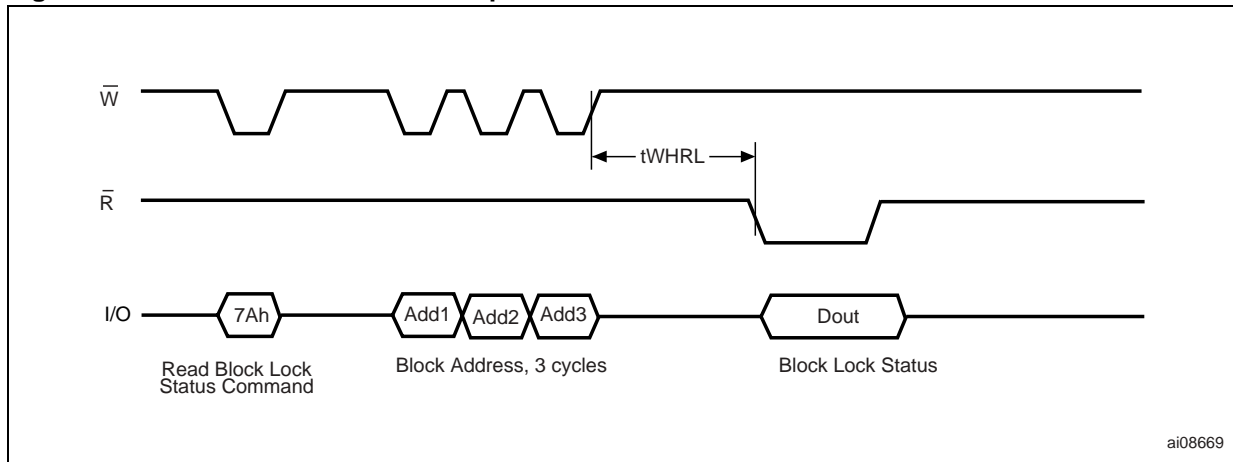 W̅
tWHRL
R̅
I/O
7Ah
Add1
Add2
Add3
Dout
Read Block Lock
Status Command
Block Address, 3 cycles
Block Lock Status
ai08669